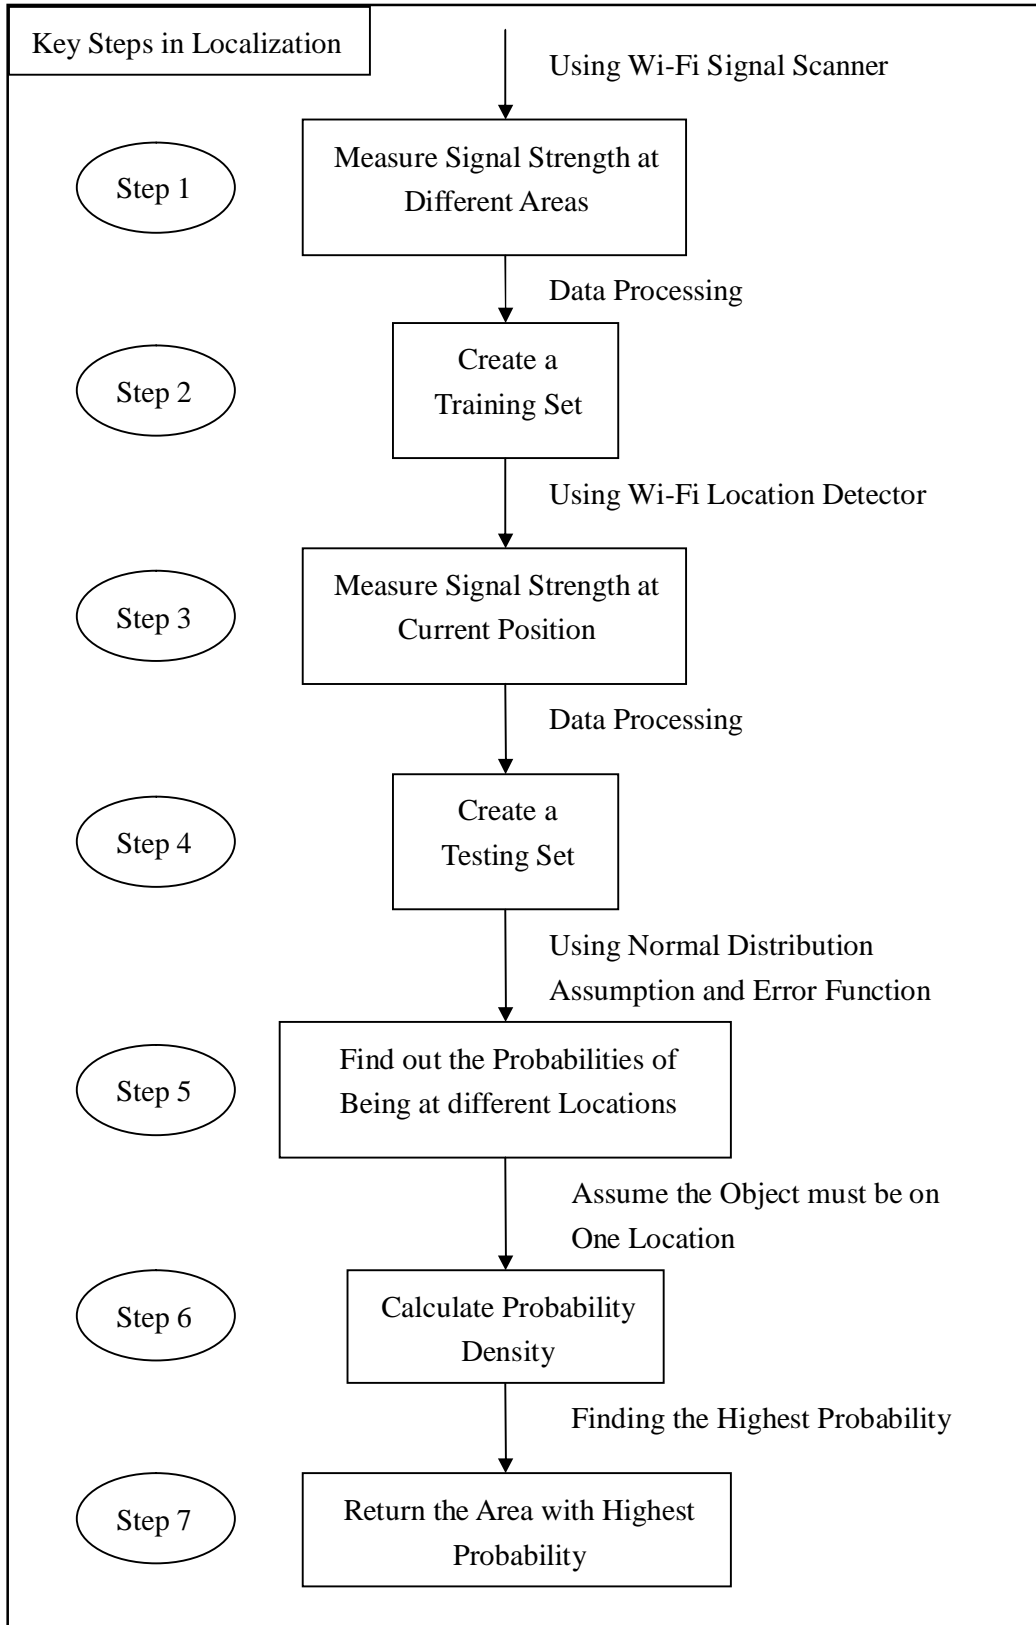 Key Steps in Localization
Using Wi-Fi Signal Scanner
Step 1
Measure Signal Strength at
Different Areas
Data Processing
Step 2
Create a
Training Set
Using Wi-Fi Location Detector
Step 3
Measure Signal Strength at
Current Position
Data Processing
Step 4
Create a
Testing Set
Using Normal Distribution
Assumption and Error Function
Step 5
Find out the Probabilities of
Being at different Locations
Assume the Object must be on
One Location
Step 6
Calculate Probability
Density
Finding the Highest Probability
Step 7
Return the Area with Highest
Probability